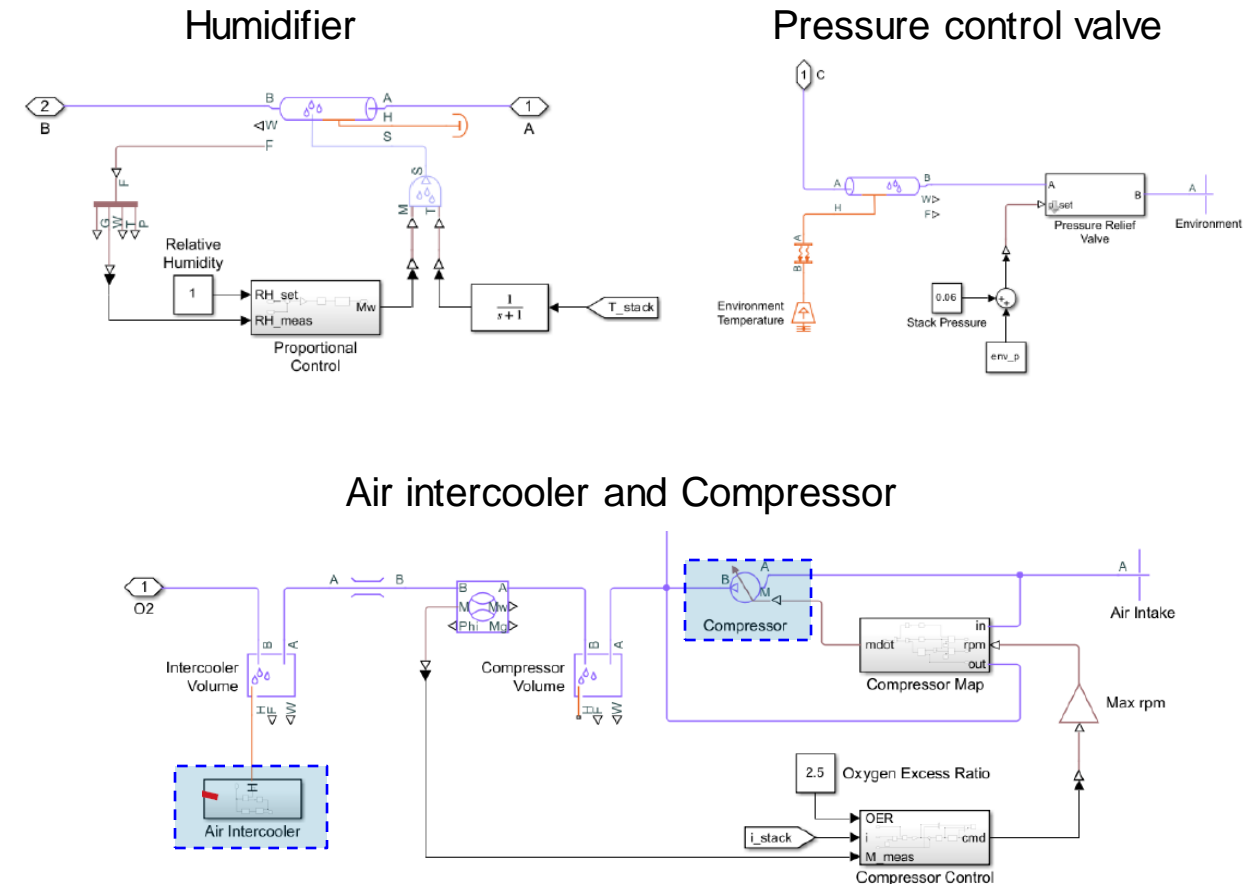 Humidifier
2
B
B
A
H
S
W
F
1
A
F
G
W
T
P
S
M
T
Relative
Humidity
1
RH_set
RH_meas
Mw
Proportional
Control
1
s + 1
T_stack
Pressure control valve
1
C
A
B
W
F
H
A
B
Environment
Temperature
A
B
Pressure Relief
Valve
A
Environment
0.06
Stack Pressure
++
env_p
Air intercooler and Compressor
1
O2
A
B
B
A
M
Mw
Phi
Mg
B
A
Intercooler
Volume
H
F
W
B
A
Compressor
Volume
H
F
W
B
A
M
Compressor
A
Air Intake
in
mdot
rpm
out
Compressor Map
Max rpm
H
Air Intercooler
2.5
Oxygen Excess Ratio
i_stack
OER
i
M_meas
cmd
Compressor Control